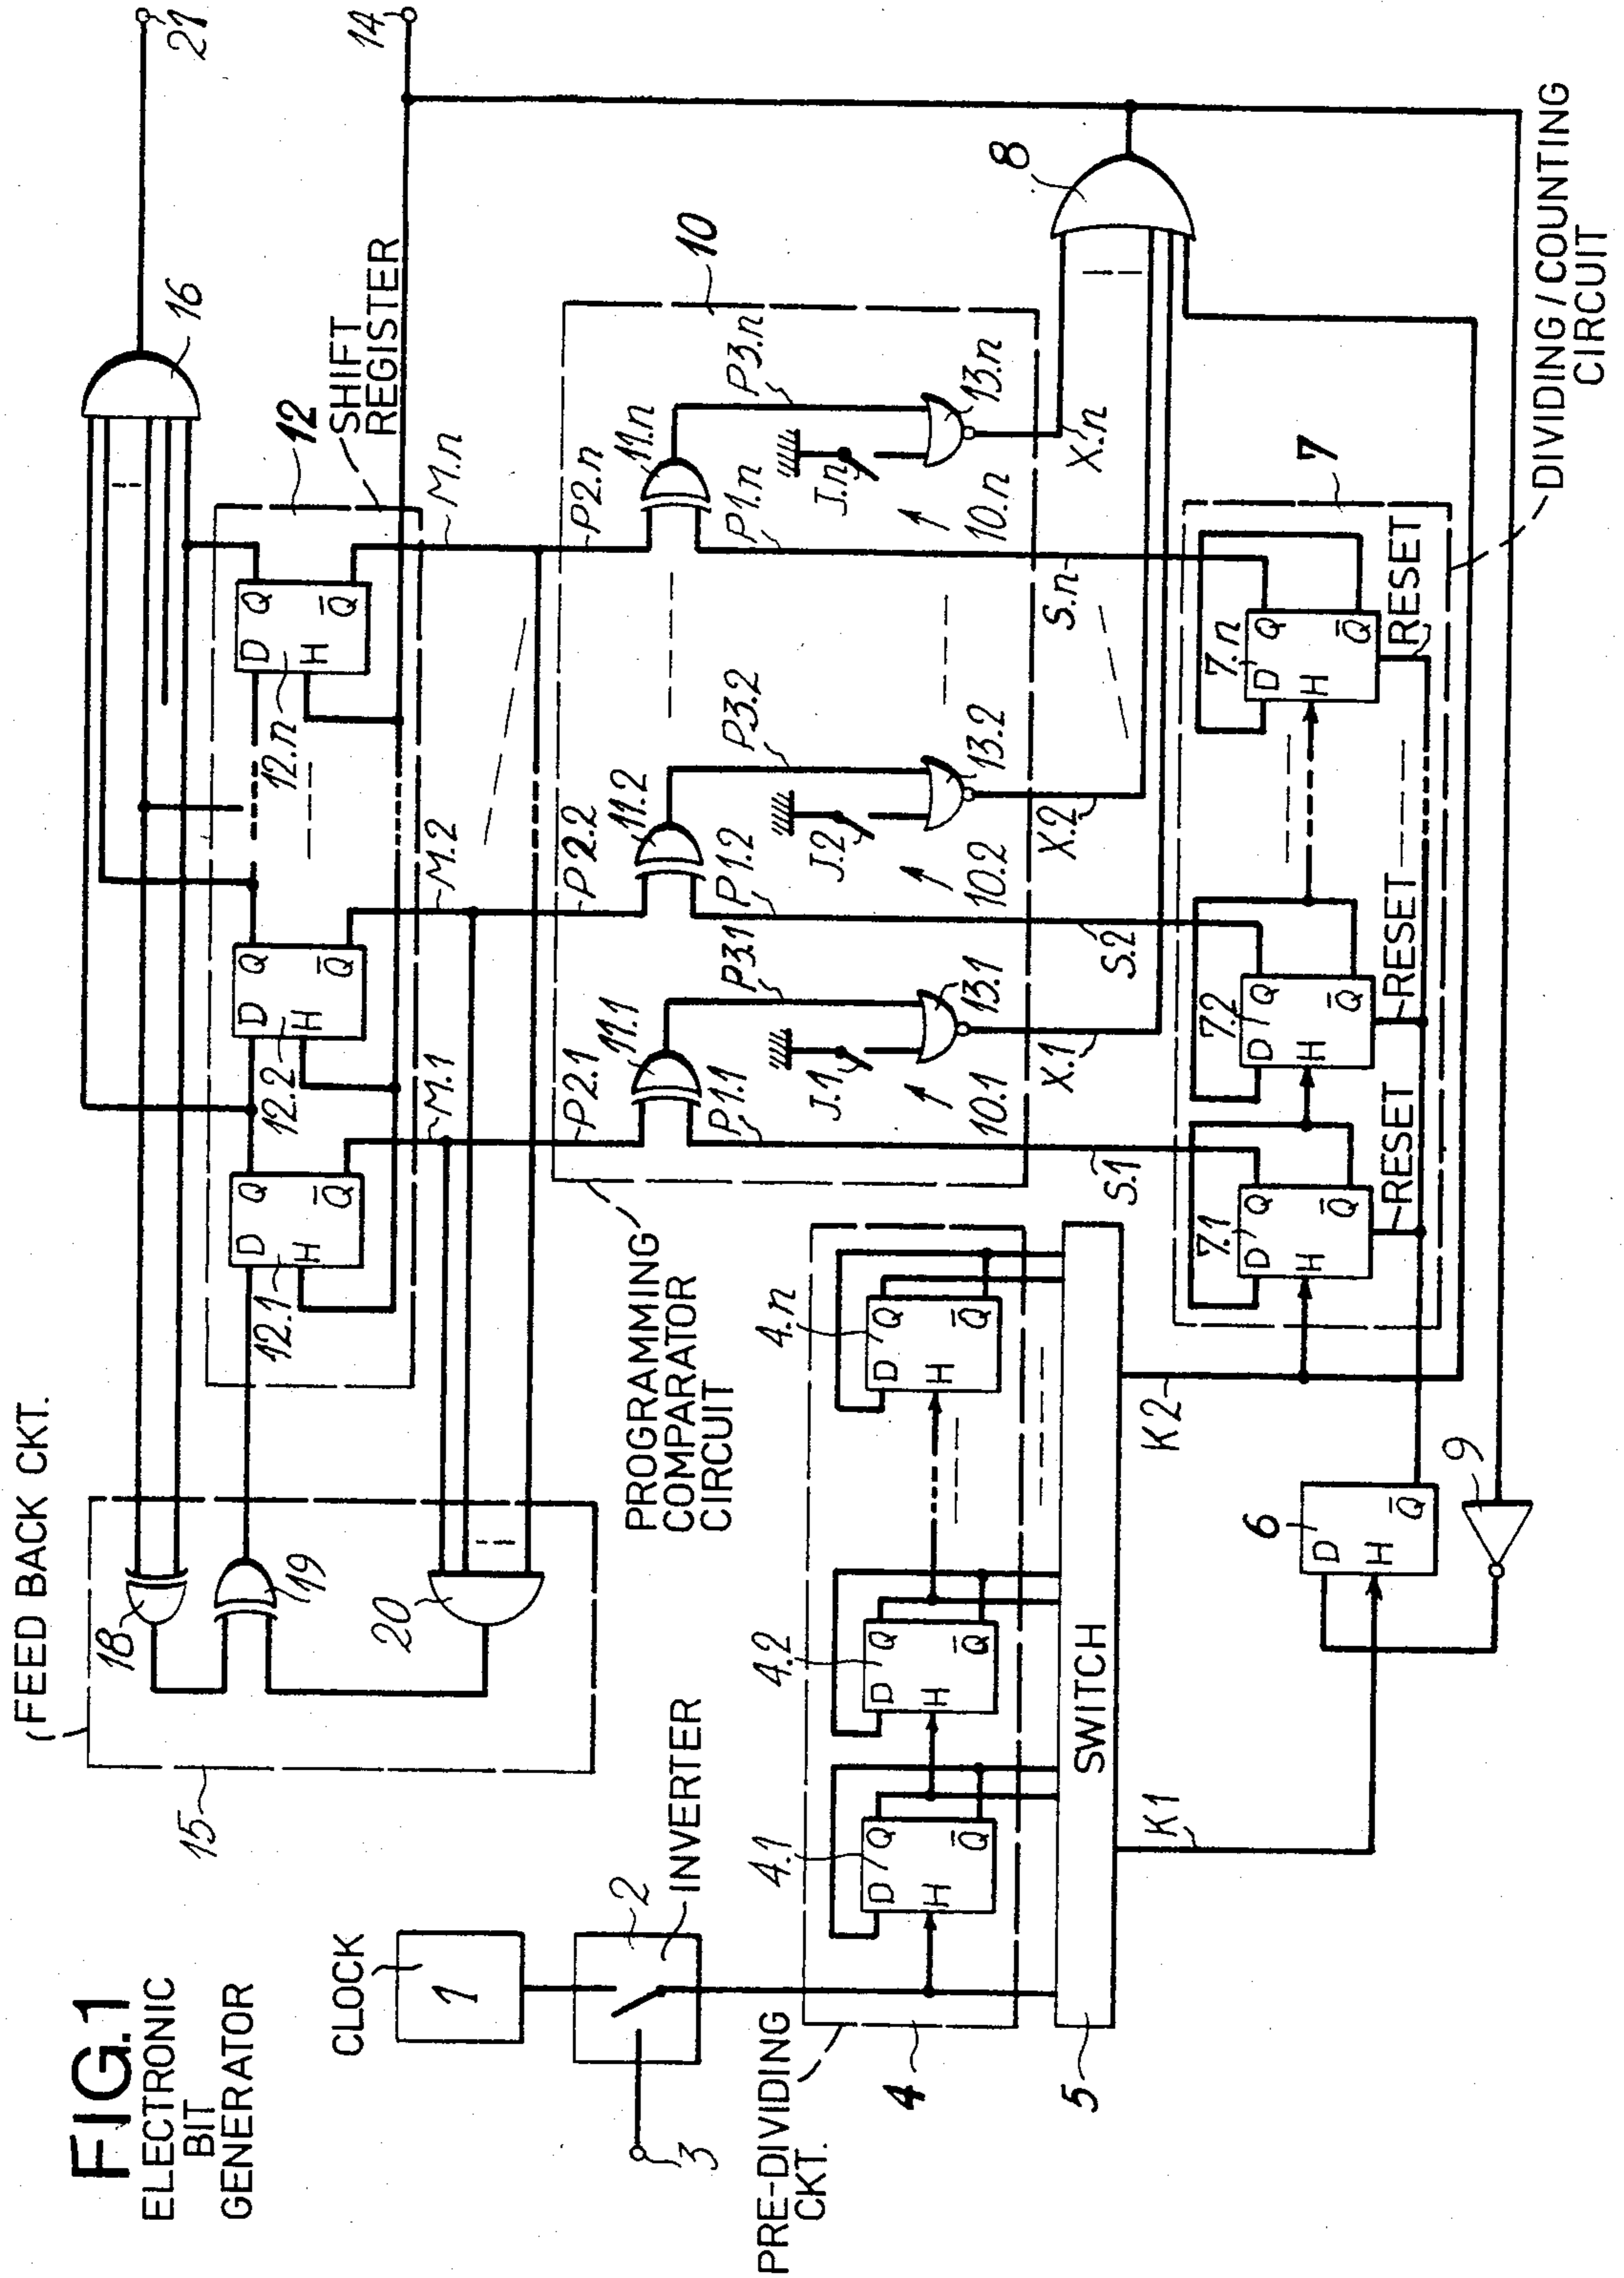 FIG.1
ELECTRONIC
BIT
GENERATOR
(FEED BACK CKT.
15
18
19
20
16
21
14
12
SHIFT
REGISTER
D Q
H Q̅
12.1
D Q
H Q̅
12.2
D Q
H Q̅
12.n
M.1
M.2
M.n
CLOCK
1
2
INVERTER
3
PROGRAMMING
COMPARATOR
CIRCUIT
10
P2.1
11.1
P1.1
P3.1
J.1
13.1
10.1
X.1
P2.2
11.2
P1.2
P3.2
J.2
13.2
10.2
X.2
P2.n
11.n
P1.n
P3.n
J.n
13.n
10.n
X.n
8
S.1
S.2
S.n
PRE-DIVIDING
CKT.
4
4.1
D Q
H Q̅
4.2
D Q
H Q̅
4.n
D Q
H Q̅
5
SWITCH
K1
K2
6
D
H Q̅
9
7
7.1
D Q
H Q̅
RESET
7.2
D Q
H Q̅
RESET
7.n
D Q
H Q̅
RESET
DIVIDING/COUNTING
CIRCUIT